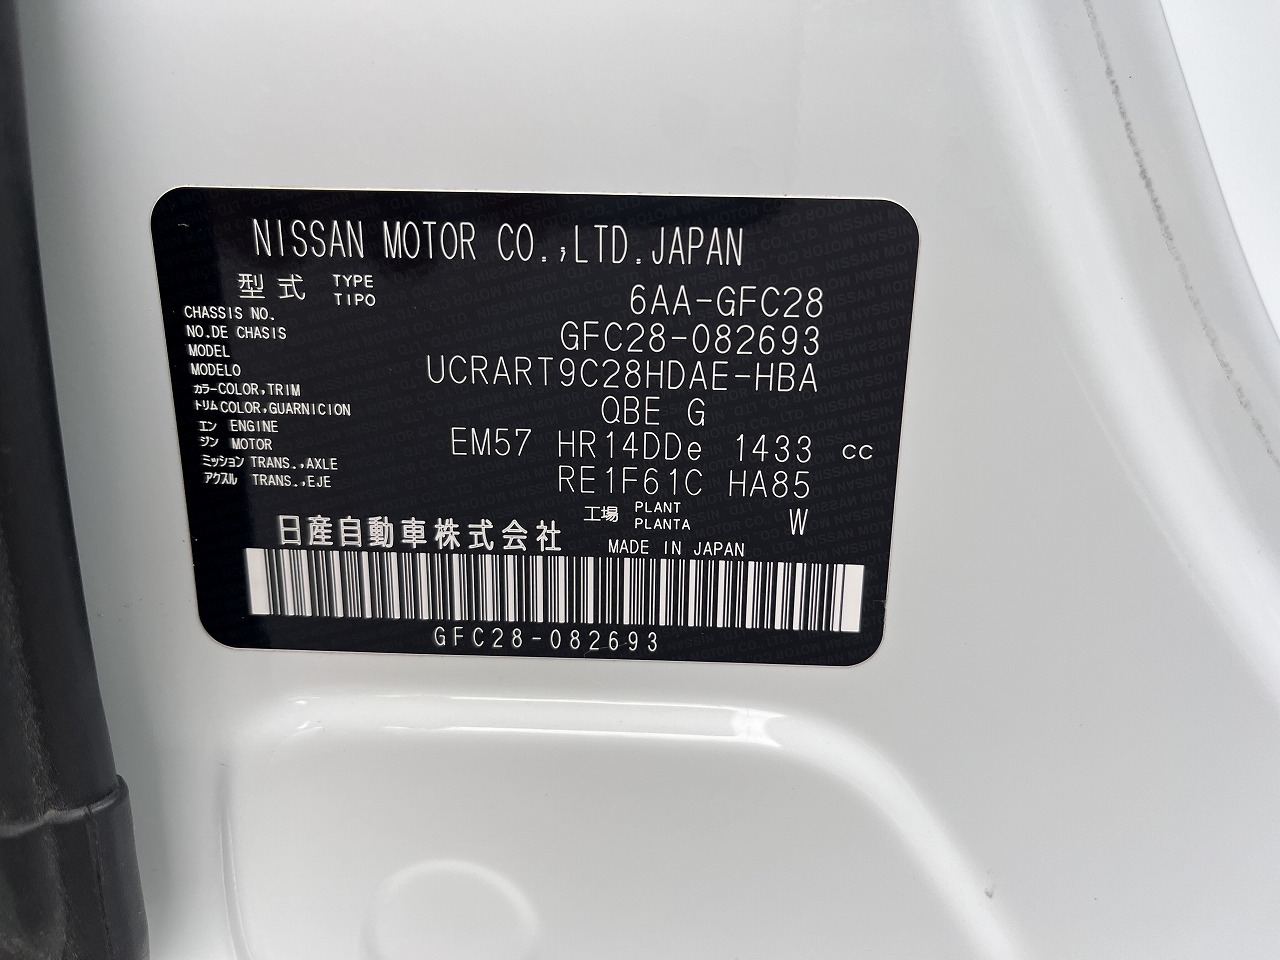 NISSAN MOTOR CO.,LTD.JAPAN
型式 TYPE TIPO 6AA-GFC28
CHASSIS NO.
NO.DE CHASIS GFC28-082693
MODEL
MODELO UCRART9C28HDAE-HBA
カラー COLOR,TRIM
トリム COLOR,GUARNICION QBE G
エン ENGINE
ジン MOTOR EM57 HR14DDe 1433 cc
ミッション TRANS.,AXLE
アクスル TRANS.,EJE RE1F61C HA85
工場 PLANT PLANTA W
日産自動車株式会社 MADE IN JAPAN
GFC28-082693